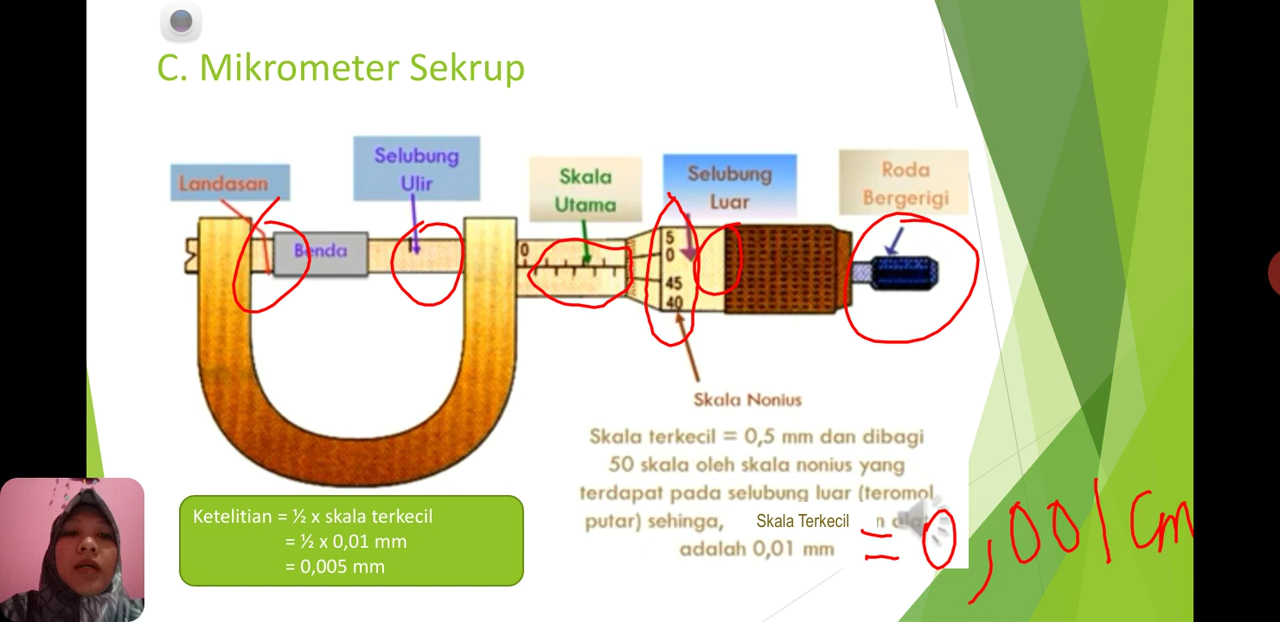 C. Mikrometer Sekrup
Landasan
Selubung
Ulir
Skala
Utama
Selubung
Luar
Roda
Bergerigi
Benda
0
5
0
45
40
Skala Nonius
Skala terkecil = 0,5 mm dan dibagi
50 skala oleh skala nonius yang
terdapat pada selubung luar (teromol
putar) sehinga, Skala Terkecil
adalah 0,01 mm
= 0,001 cm
Ketelitian = ½ x skala terkecil
= ½ x 0,01 mm
= 0,005 mm